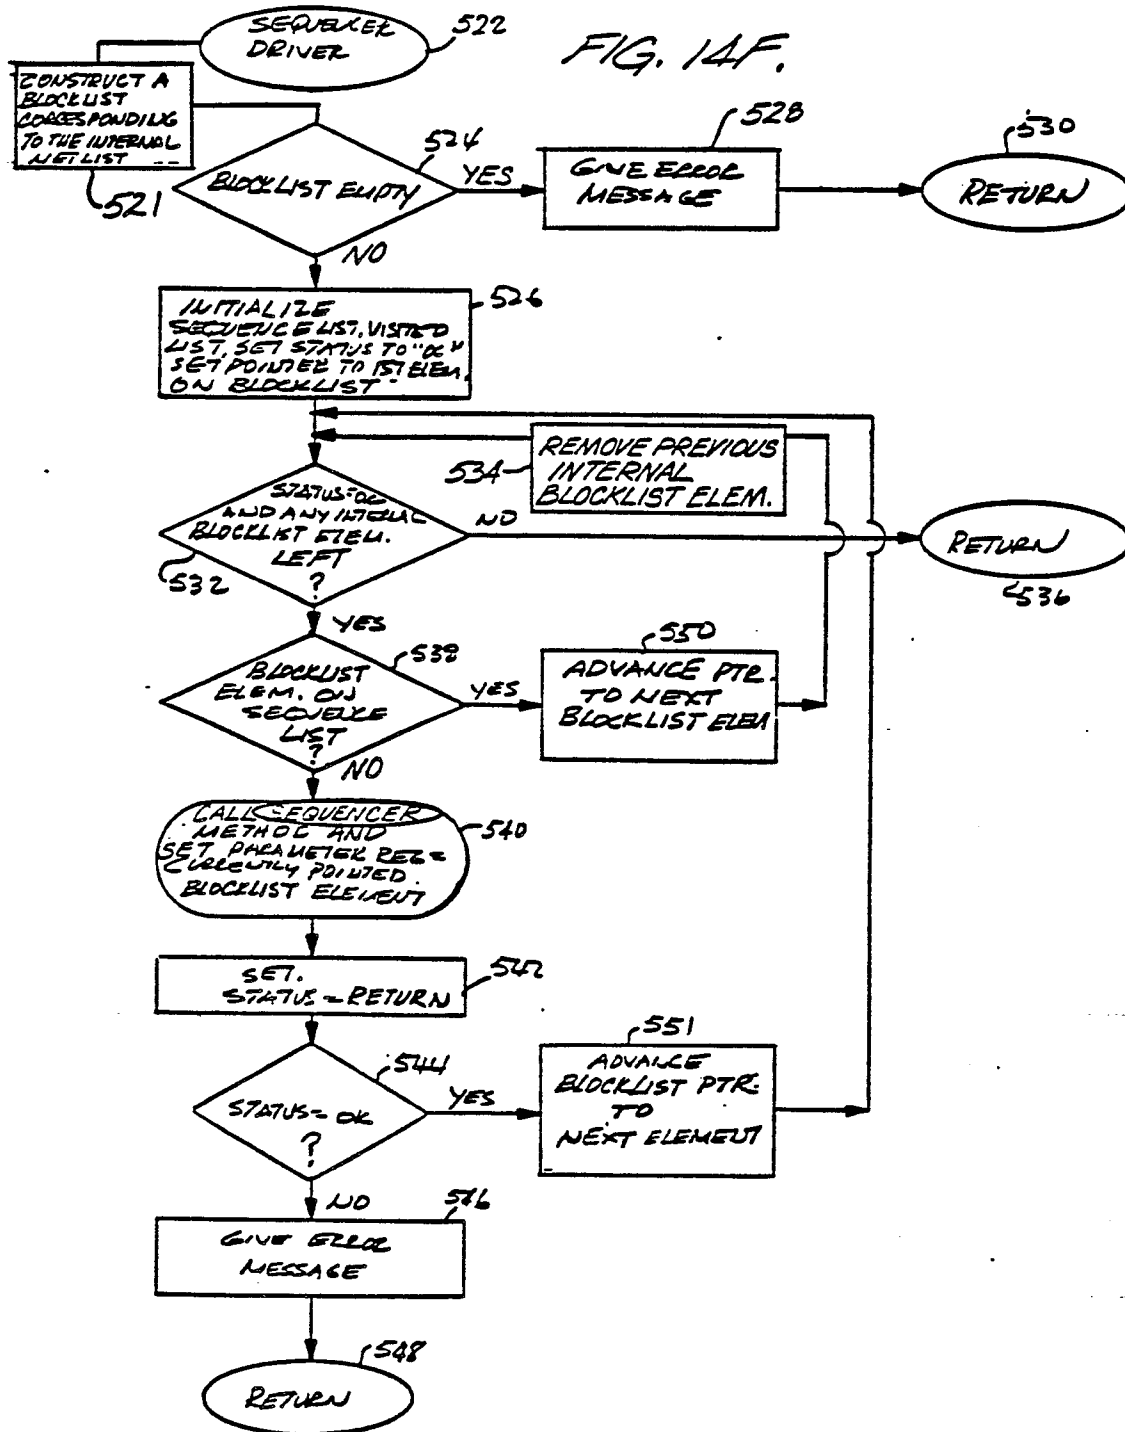 FIG. 14F.
SEQUENCER
DRIVER
522
CONSTRUCT A
BLOCKLIST
CORRESPONDING
TO THE INTERNAL
NETLIST
521
BLOCKLIST EMPTY
524
YES
NO
GIVE ERROR
MESSAGE
528
RETURN
530
INITIALIZE
SEQUENCE LIST, VISITED
LIST, SET STATUS TO "OK"
SET POINTER TO 1ST ELEM.
ON BLOCKLIST
526
REMOVE PREVIOUS
INTERNAL
BLOCKLIST ELEM.
534
STATUS=OK
AND ANY INTERNAL
BLOCKLIST ELEM.
LEFT
?
532
NO
YES
RETURN
536
BLOCKLIST
ELEM. ON
SEQUENCE
LIST
?
538
YES
NO
ADVANCE PTR.
TO NEXT
BLOCKLIST ELEM
550
CALL SEQUENCER
METHOD AND
SET PARAMETER REG=
CURRENTLY POINTED
BLOCKLIST ELEMENT
540
SET.
STATUS=RETURN
542
STATUS=OK
?
544
YES
NO
ADVANCE
BLOCKLIST PTR.
TO
NEXT ELEMENT
551
GIVE ERROR
MESSAGE
546
RETURN
548